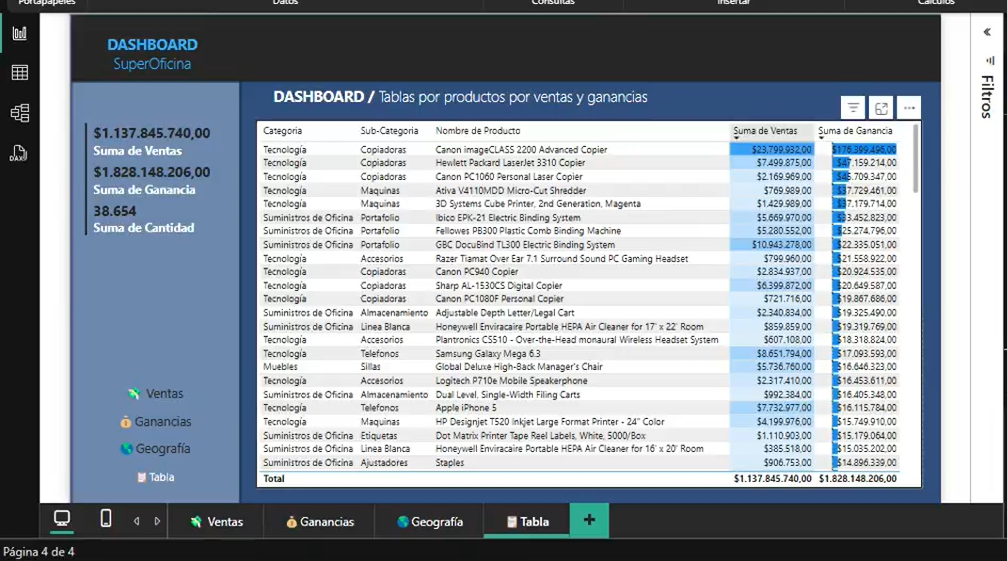 Portapapeles Datos Consultas Insertar Cálculos
DASHBOARD
SuperOficina
DASHBOARD / Tablas por productos por ventas y ganancias
Filtros
$1.137.845.740,00
Suma de Ventas
$1.828.148.206,00
Suma de Ganancia
38.654
Suma de Cantidad
Ventas
Ganancias
Geografía
Tabla
Categoria Sub-Categoria Nombre de Producto Suma de Ventas Suma de Ganancia
Tecnología Copiadoras Canon imageCLASS 2200 Advanced Copier $23.799.932,00 $176.399.496,00
Tecnología Copiadoras Hewlett Packard LaserJet 3310 Copier $7.499.875,00 $47.159.214,00
Tecnología Copiadoras Canon PC1060 Personal Laser Copier $2.169.969,00 $45.709.347,00
Tecnología Maquinas Ativa V4110MDD Micro-Cut Shredder $769.989,00 $37.729.461,00
Tecnología Maquinas 3D Systems Cube Printer, 2nd Generation, Magenta $1.429.989,00 $37.179.714,00
Suministros de Oficina Portafolio Ibico EPK-21 Electric Binding System $5.669.970,00 $33.452.823,00
Suministros de Oficina Portafolio Fellowes PB300 Plastic Comb Binding Machine $5.280.552,00 $25.274.796,00
Suministros de Oficina Portafolio GBC DocuBind TL300 Electric Binding System $10.943.278,00 $22.335.051,00
Tecnología Accesorios Razer Tiamat Over Ear 7.1 Surround Sound PC Gaming Headset $799.960,00 $21.558.922,00
Tecnología Copiadoras Canon PC940 Copier $2.834.937,00 $20.924.535,00
Tecnología Copiadoras Sharp AL-1530CS Digital Copier $6.399.872,00 $20.649.587,00
Tecnología Copiadoras Canon PC1080F Personal Copier $721.716,00 $19.867.686,00
Suministros de Oficina Almacenamiento Adjustable Depth Letter/Legal Cart $2.340.834,00 $19.325.490,00
Suministros de Oficina Linea Blanca Honeywell Enviracaire Portable HEPA Air Cleaner for 17' x 22' Room $859.859,00 $19.319.769,00
Tecnología Accesorios Plantronics CS510 - Over-the-Head monaural Wireless Headset System $607.108,00 $18.318.824,00
Tecnología Telefonos Samsung Galaxy Mega 6.3 $8.651.794,00 $17.093.593,00
Muebles Sillas Global Deluxe High-Back Manager's Chair $5.736.760,00 $16.646.323,00
Tecnología Accesorios Logitech P710e Mobile Speakerphone $2.317.410,00 $16.453.611,00
Suministros de Oficina Almacenamiento Dual Level, Single-Width Filing Carts $992.384,00 $16.405.348,00
Tecnología Telefonos Apple iPhone 5 $7.732.977,00 $16.115.784,00
Tecnología Maquinas HP Designjet T520 Inkjet Large Format Printer - 24" Color $4.199.976,00 $15.749.910,00
Suministros de Oficina Etiquetas Dot Matrix Printer Tape Reel Labels, White, 5000/Box $1.110.903,00 $15.179.064,00
Suministros de Oficina Linea Blanca Honeywell Enviracaire Portable HEPA Air Cleaner for 16' x 20' Room $385.518,00 $15.035.202,00
Suministros de Oficina Ajustadores Staples $906.753,00 $14.896.339,00
Total $1.137.845.740,00 $1.828.148.206,00
Ventas Ganancias Geografía Tabla
Página 4 de 4